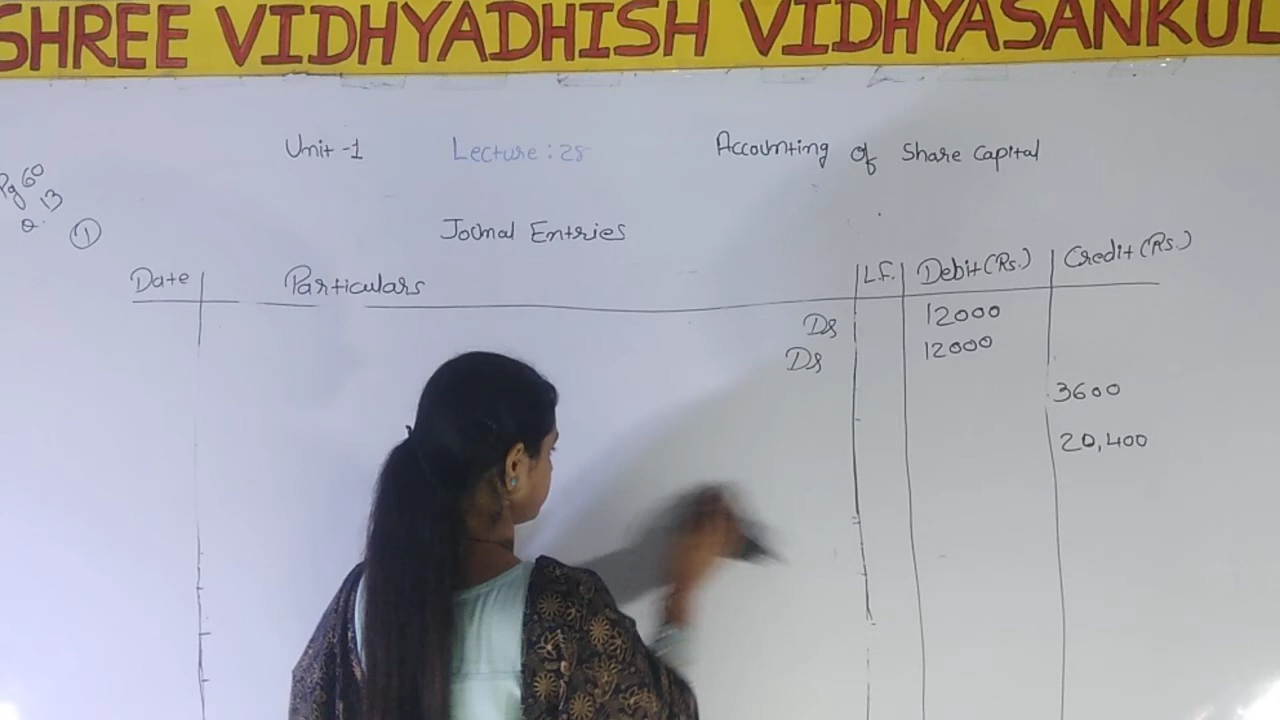 SHREE VIDHYADHISH VIDHYASANKUL
Unit-1 Lecture: 28 Accounting of Share Capital
Pg 60
Q. 13
1
Journal Entries
Date Particulars L.F. Debit (Rs.) Credit (Rs.)
Dr 12000
Dr 12000
3600
20,400